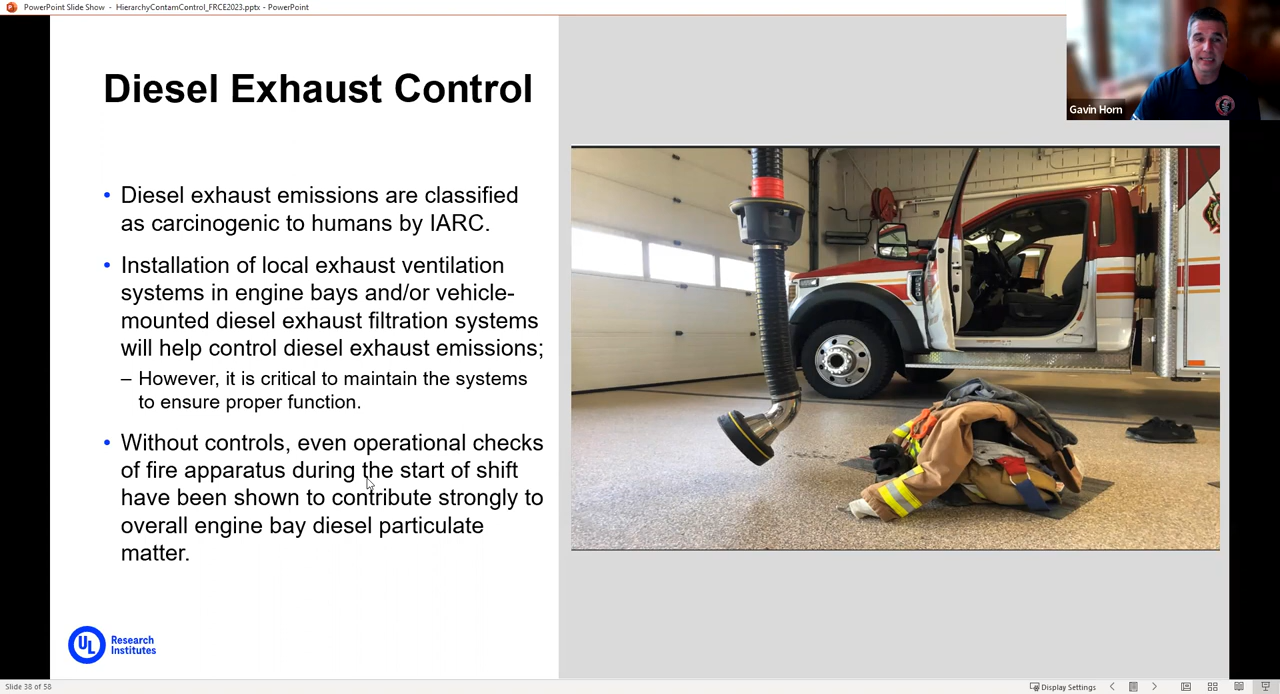 PowerPoint Slide Show - HierarchyContamControl_FRCE2023.pptx - PowerPoint
Gavin Horn
Diesel Exhaust Control
• Diesel exhaust emissions are classified
as carcinogenic to humans by IARC.
• Installation of local exhaust ventilation
systems in engine bays and/or vehicle-
mounted diesel exhaust filtration systems
will help control diesel exhaust emissions;
– However, it is critical to maintain the systems
to ensure proper function.
• Without controls, even operational checks
of fire apparatus during the start of shift
have been shown to contribute strongly to
overall engine bay diesel particulate
matter.
UL Research
Institutes
Slide 38 of 58
Display Settings